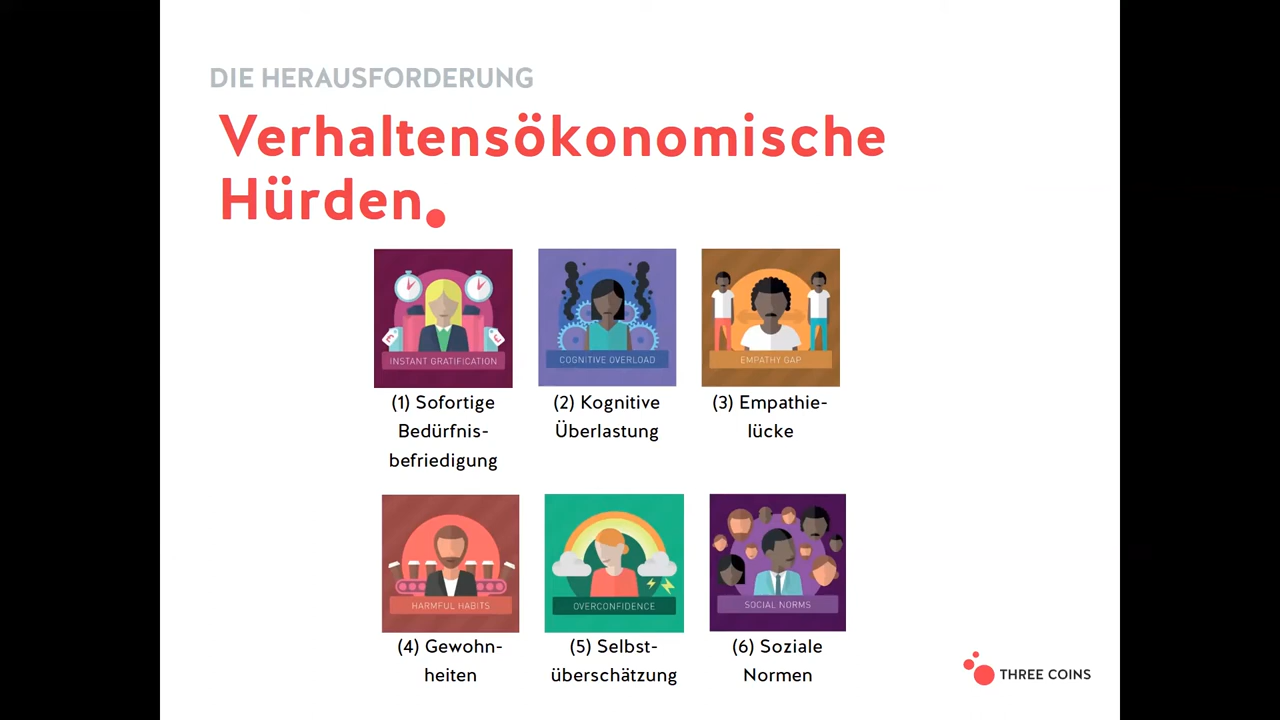 DIE HERAUSFORDERUNG
Verhaltensökonomische
Hürden.
INSTANT GRATIFICATION
(1) Sofortige
Bedürfnis-
befriedigung
COGNITIVE OVERLOAD
(2) Kognitive
Überlastung
EMPATHY GAP
(3) Empathie-
lücke
HARMFUL HABITS
(4) Gewohn-
heiten
OVERCONFIDENCE
(5) Selbst-
überschätzung
SOCIAL NORMS
(6) Soziale
Normen
THREE COINS